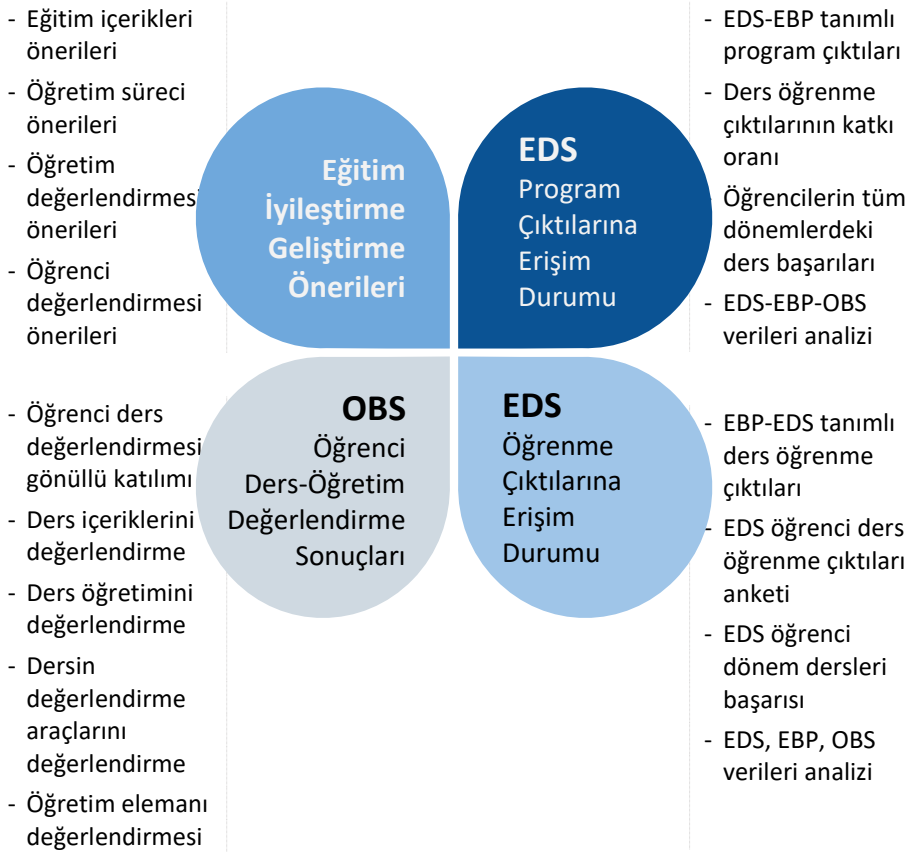 - Eğitim içerikleri
önerileri
- Öğretim süreci
önerileri
- Öğretim
değerlendirmesi
önerileri
- Öğrenci
değerlendirmesi
önerileri
Eğitim
İyileştirme
Geliştirme
Önerileri
EDS
Program
Çıktılarına
Erişim
Durumu
- EDS-EBP tanımlı
program çıktıları
- Ders öğrenme
çıktılarının katkı
oranı
Öğrencilerin tüm
dönemlerdeki
ders başarıları
- EDS-EBP-OBS
verileri analizi
- Öğrenci ders
değerlendirmesi
gönüllü katılımı
- Ders içeriklerini
değerlendirme
- Ders öğretimini
değerlendirme
- Dersin
değerlendirme
araçlarını
değerlendirme
- Öğretim elemanı
değerlendirmesi
OBS
Öğrenci
Ders-Öğretim
Değerlendirme
Sonuçları
EDS
Öğrenme
Çıktılarına
Erişim
Durumu
- EBP-EDS tanımlı
ders öğrenme
çıktıları
- EDS öğrenci ders
öğrenme çıktıları
anketi
- EDS öğrenci
dönem dersleri
başarısı
- EDS, EBP, OBS
verileri analizi